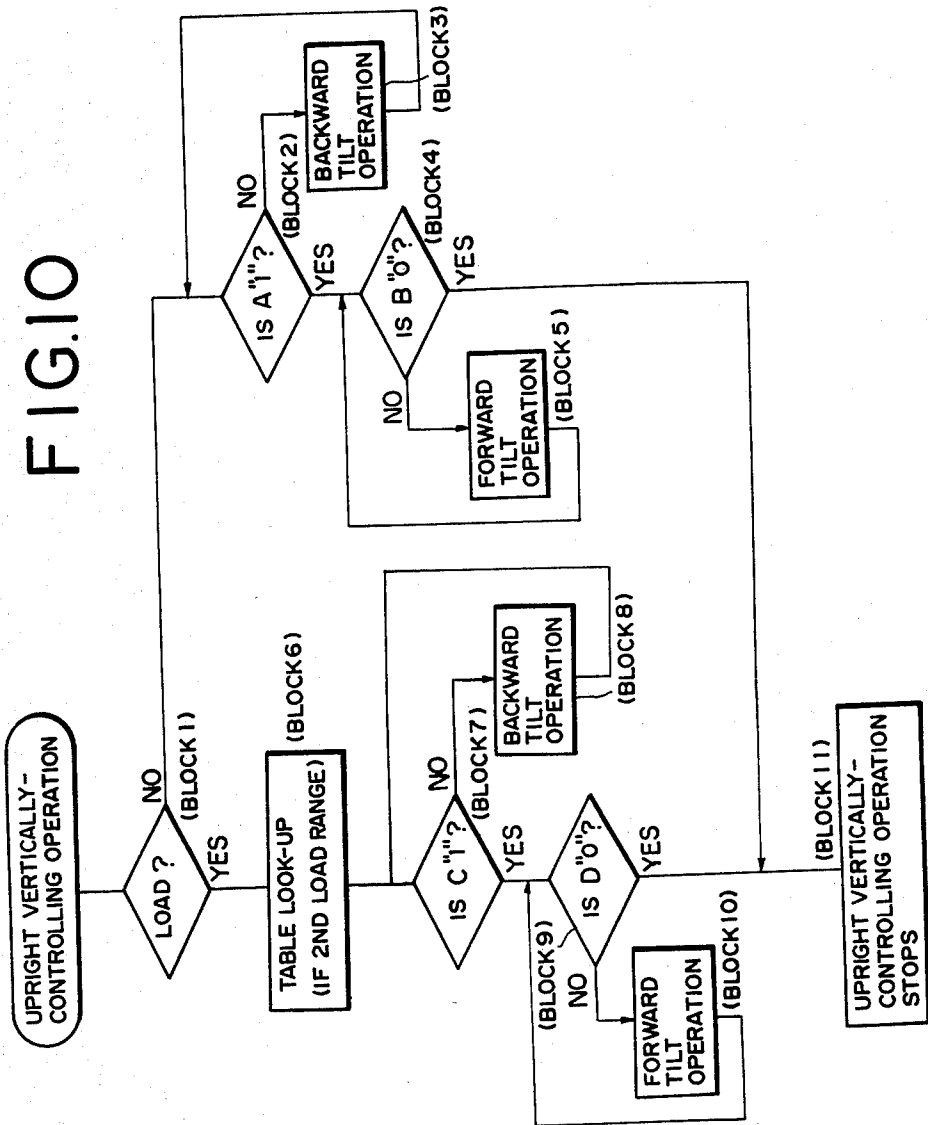 FIG.10
UPRIGHT VERTICALLY-
CONTROLLING OPERATION
LOAD ?
NO
(BLOCK 1)
YES
TABLE LOOK-UP
(IF 2ND LOAD RANGE)
(BLOCK6)
IS C "1" ?
NO
(BLOCK7)
YES
BACKWARD
TILT
OPERATION
(BLOCK 8)
IS D "0" ?
(BLOCK9)
NO
YES
FORWARD
TILT
OPERATION
(BLOCK10)
IS A "1" ?
NO
(BLOCK2)
YES
BACKWARD
TILT
OPERATION
(BLOCK3)
IS B "0" ?
(BLOCK4)
NO
YES
FORWARD
TILT
OPERATION
(BLOCK5)
(BLOCK11)
UPRIGHT VERTICALLY-
CONTROLLING OPERATION
STOPS